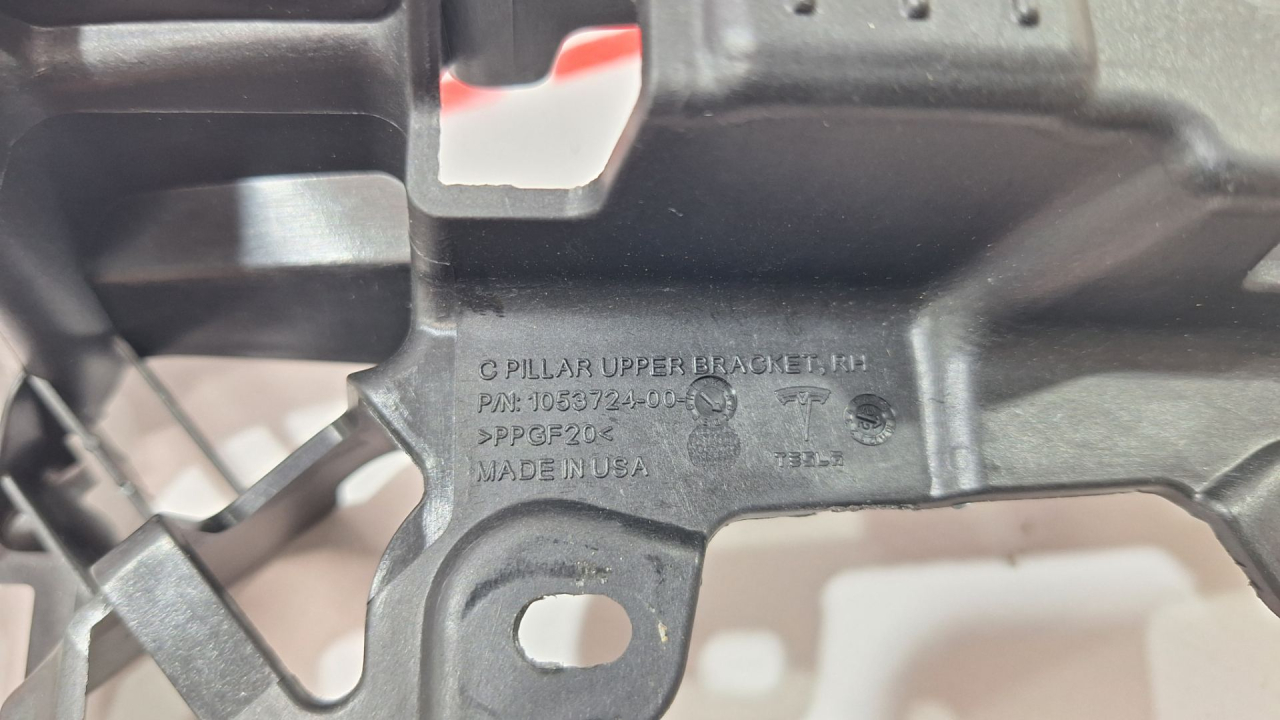 C PILLAR UPPER BRACKET, RH
P/N: 1053724-00-
>PPGF20<
MADE IN USA
TESLA